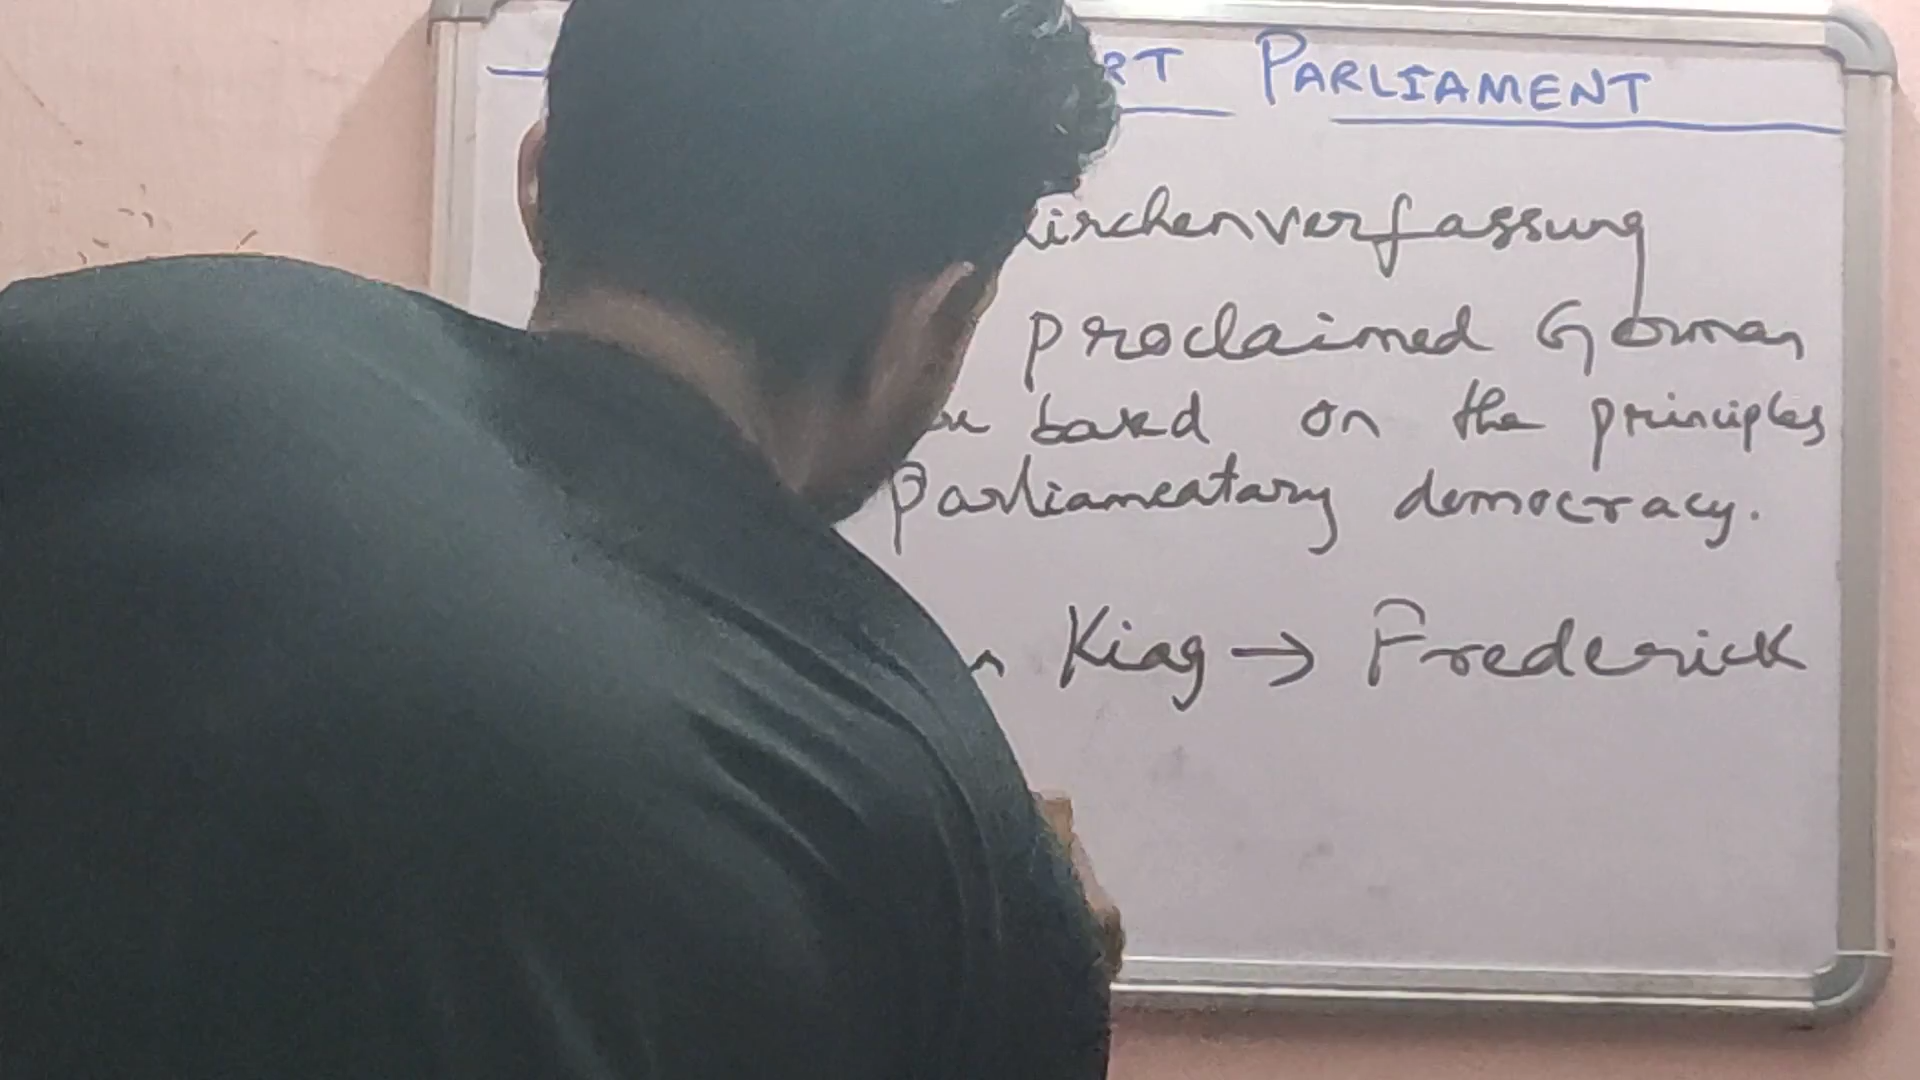 RT PARLIAMENT
irchenverfassung
proclaimed German
based on the principles
Parliamentary democracy.
King → Frederick